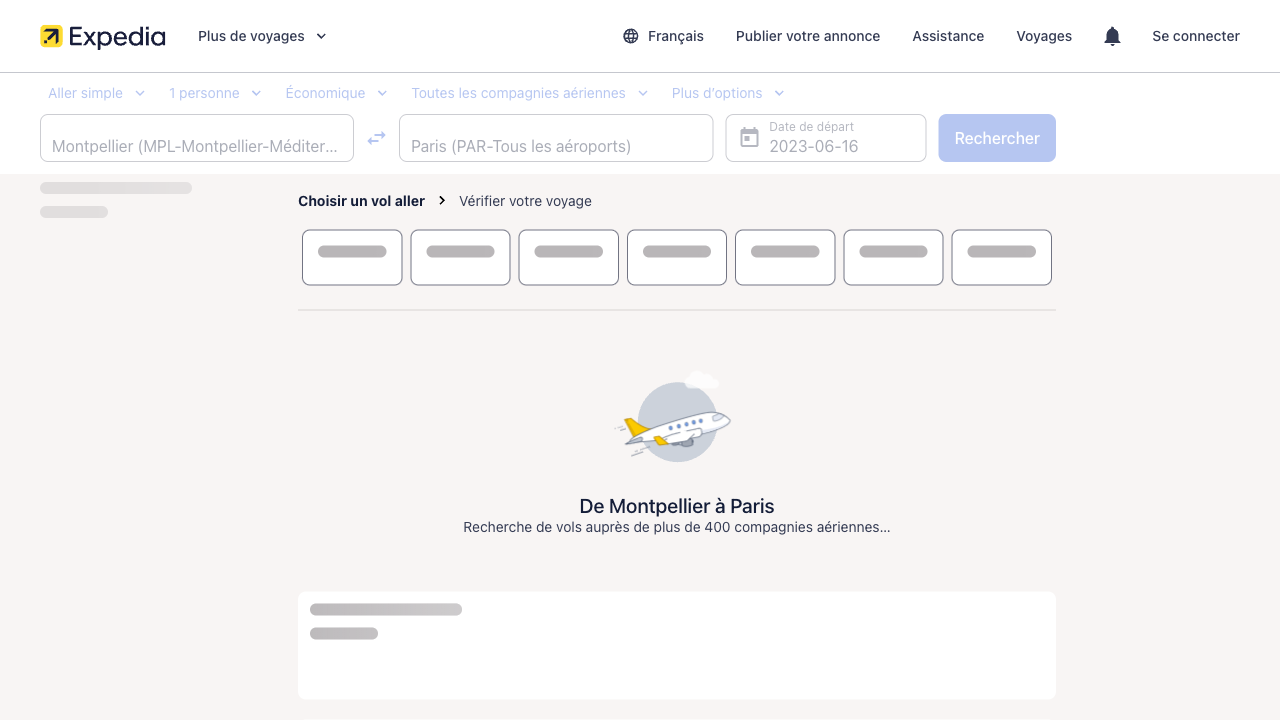 Expedia
Plus de voyages
Français
Publier votre annonce
Assistance
Voyages
Se connecter
Aller simple
1 personne
Économique
Toutes les compagnies aériennes
Plus d'options
Montpellier (MPL-Montpellier-Méditer...
Paris (PAR-Tous les aéroports)
Date de départ
2023-06-16
Rechercher
Choisir un vol aller
Vérifier votre voyage
De Montpellier à Paris
Recherche de vols auprès de plus de 400 compagnies aériennes...